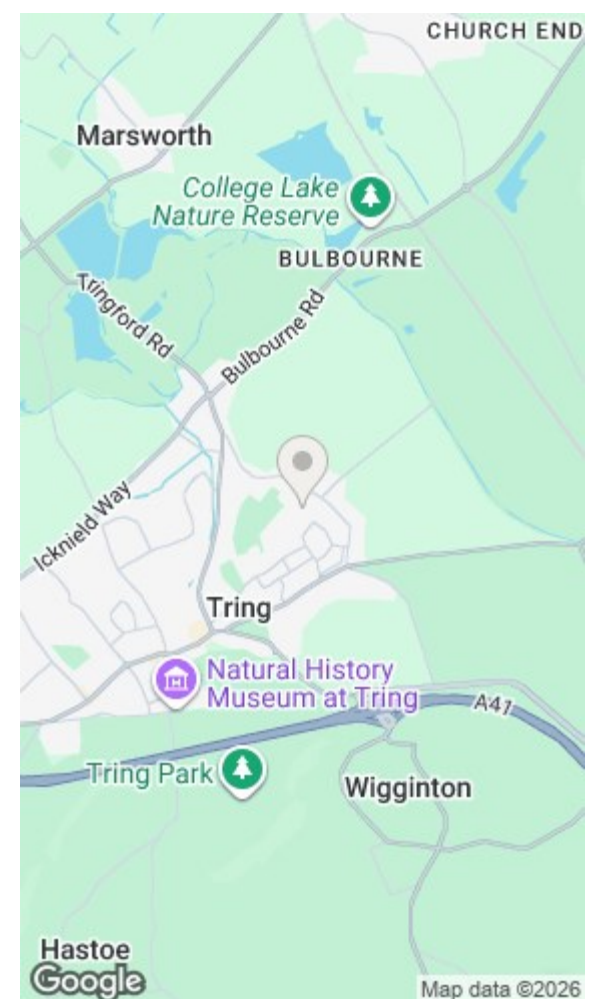 CHURCH END
Marsworth
College Lake
Nature Reserve
BULBOURNE
Tringford Rd
Bulbourne Rd
Icknield Way
Tring
Natural History
Museum at Tring
A41
Tring Park
Wigginton
Hastoe
Google
Map data ©2026